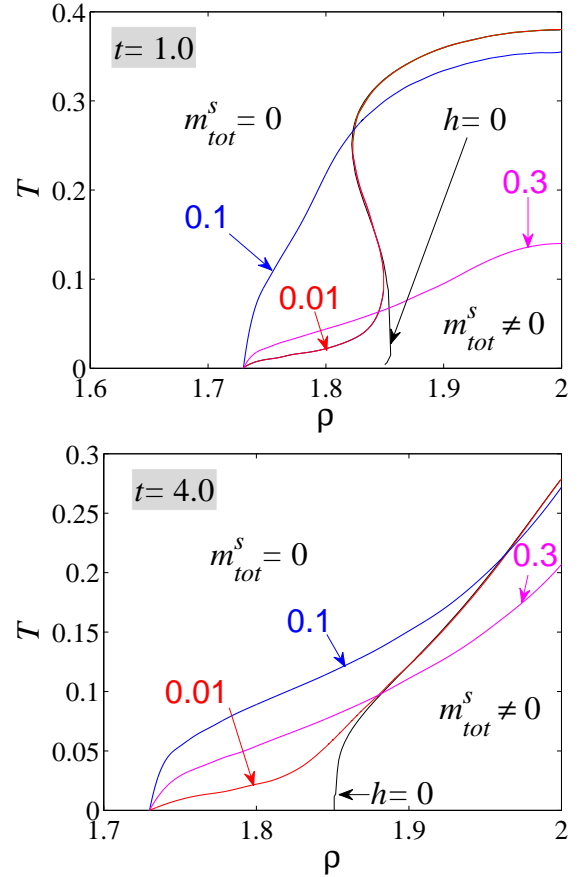 t= 1.0
m^s_tot = 0
h= 0
0.3
0.1
0.01
m^s_tot ≠ 0
T
0.4
0.3
0.2
0.1
0
1.6 1.7 1.8 1.9 2
ρ
t= 4.0
m^s_tot = 0
0.3
0.1
0.01
m^s_tot ≠ 0
h= 0
T
0.3
0.25
0.2
0.15
0.1
0.05
0
1.7 1.8 1.9 2
ρ